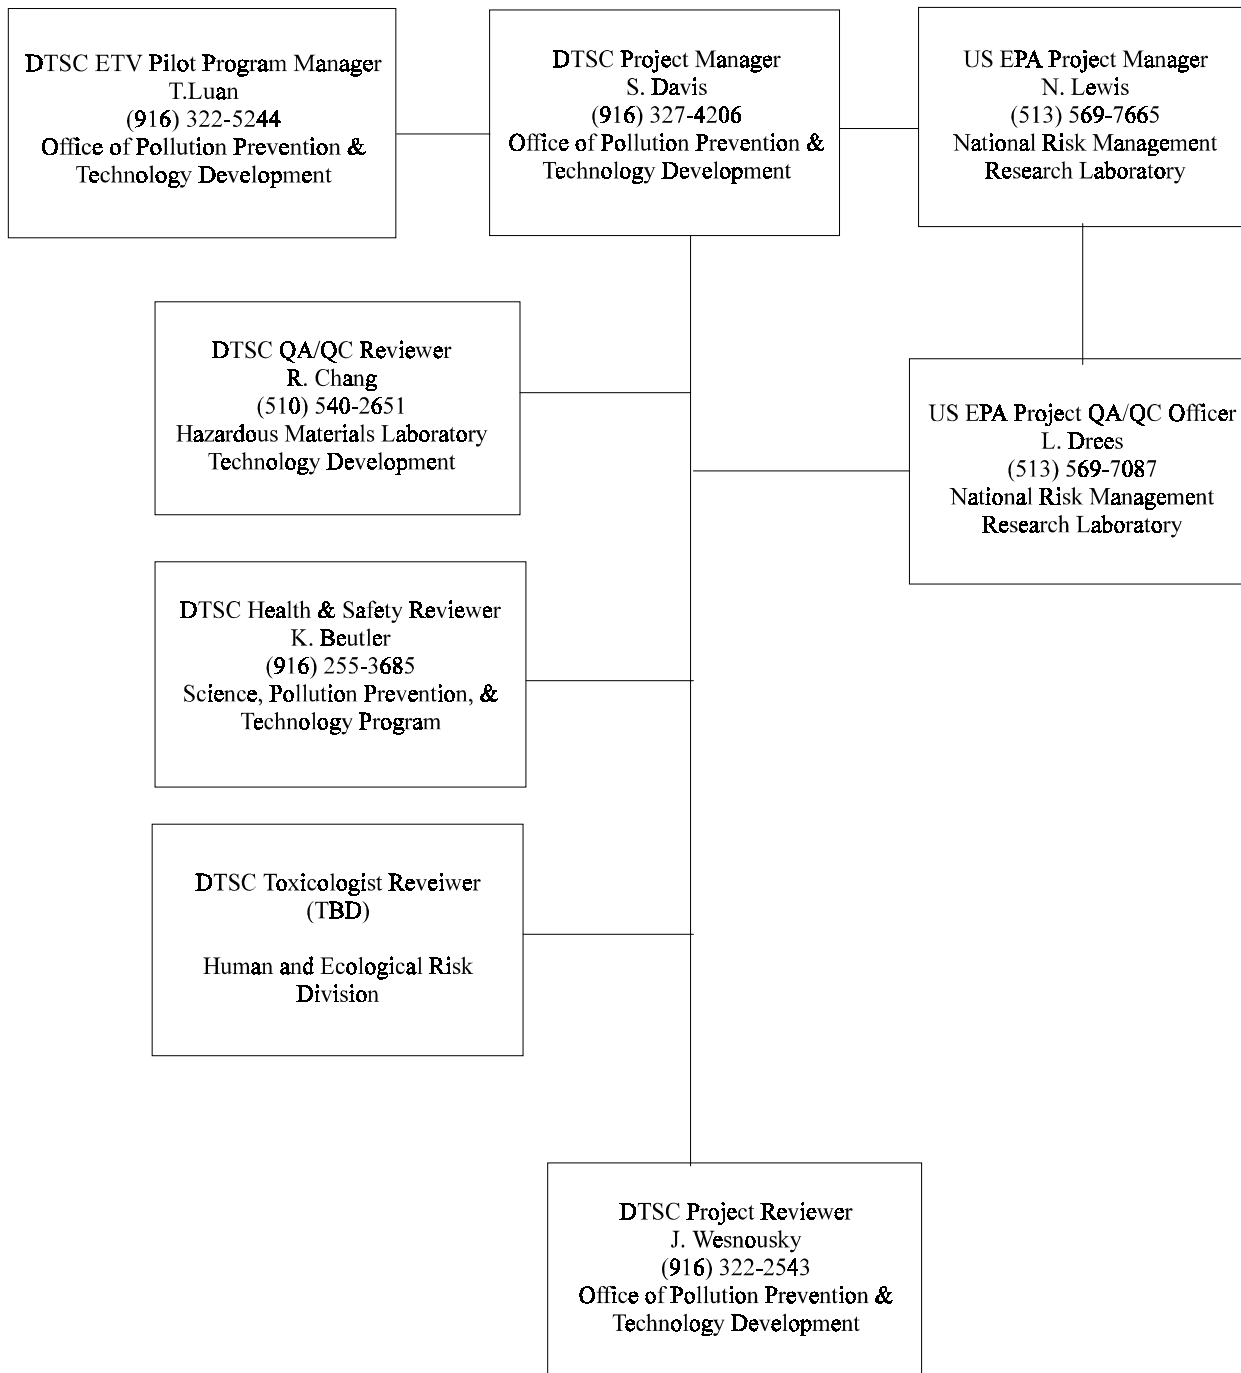 DTSC ETV Pilot Program Manager
T.Luan
(916) 322-5244
Office of Pollution Prevention &
Technology Development
DTSC Project Manager
S. Davis
(916) 327-4206
Office of Pollution Prevention &
Technology Development
US EPA Project Manager
N. Lewis
(513) 569-7665
National Risk Management
Research Laboratory
DTSC QA/QC Reviewer
R. Chang
(510) 540-2651
Hazardous Materials Laboratory
Technology Development
US EPA Project QA/QC Officer
L. Drees
(513) 569-7087
National Risk Management
Research Laboratory
DTSC Health & Safety Reviewer
K. Beutler
(916) 255-3685
Science, Pollution Prevention, &
Technology Program
DTSC Toxicologist Reveiwer
(TBD)
Human and Ecological Risk
Division
DTSC Project Reviewer
J. Wesnousky
(916) 322-2543
Office of Pollution Prevention &
Technology Development